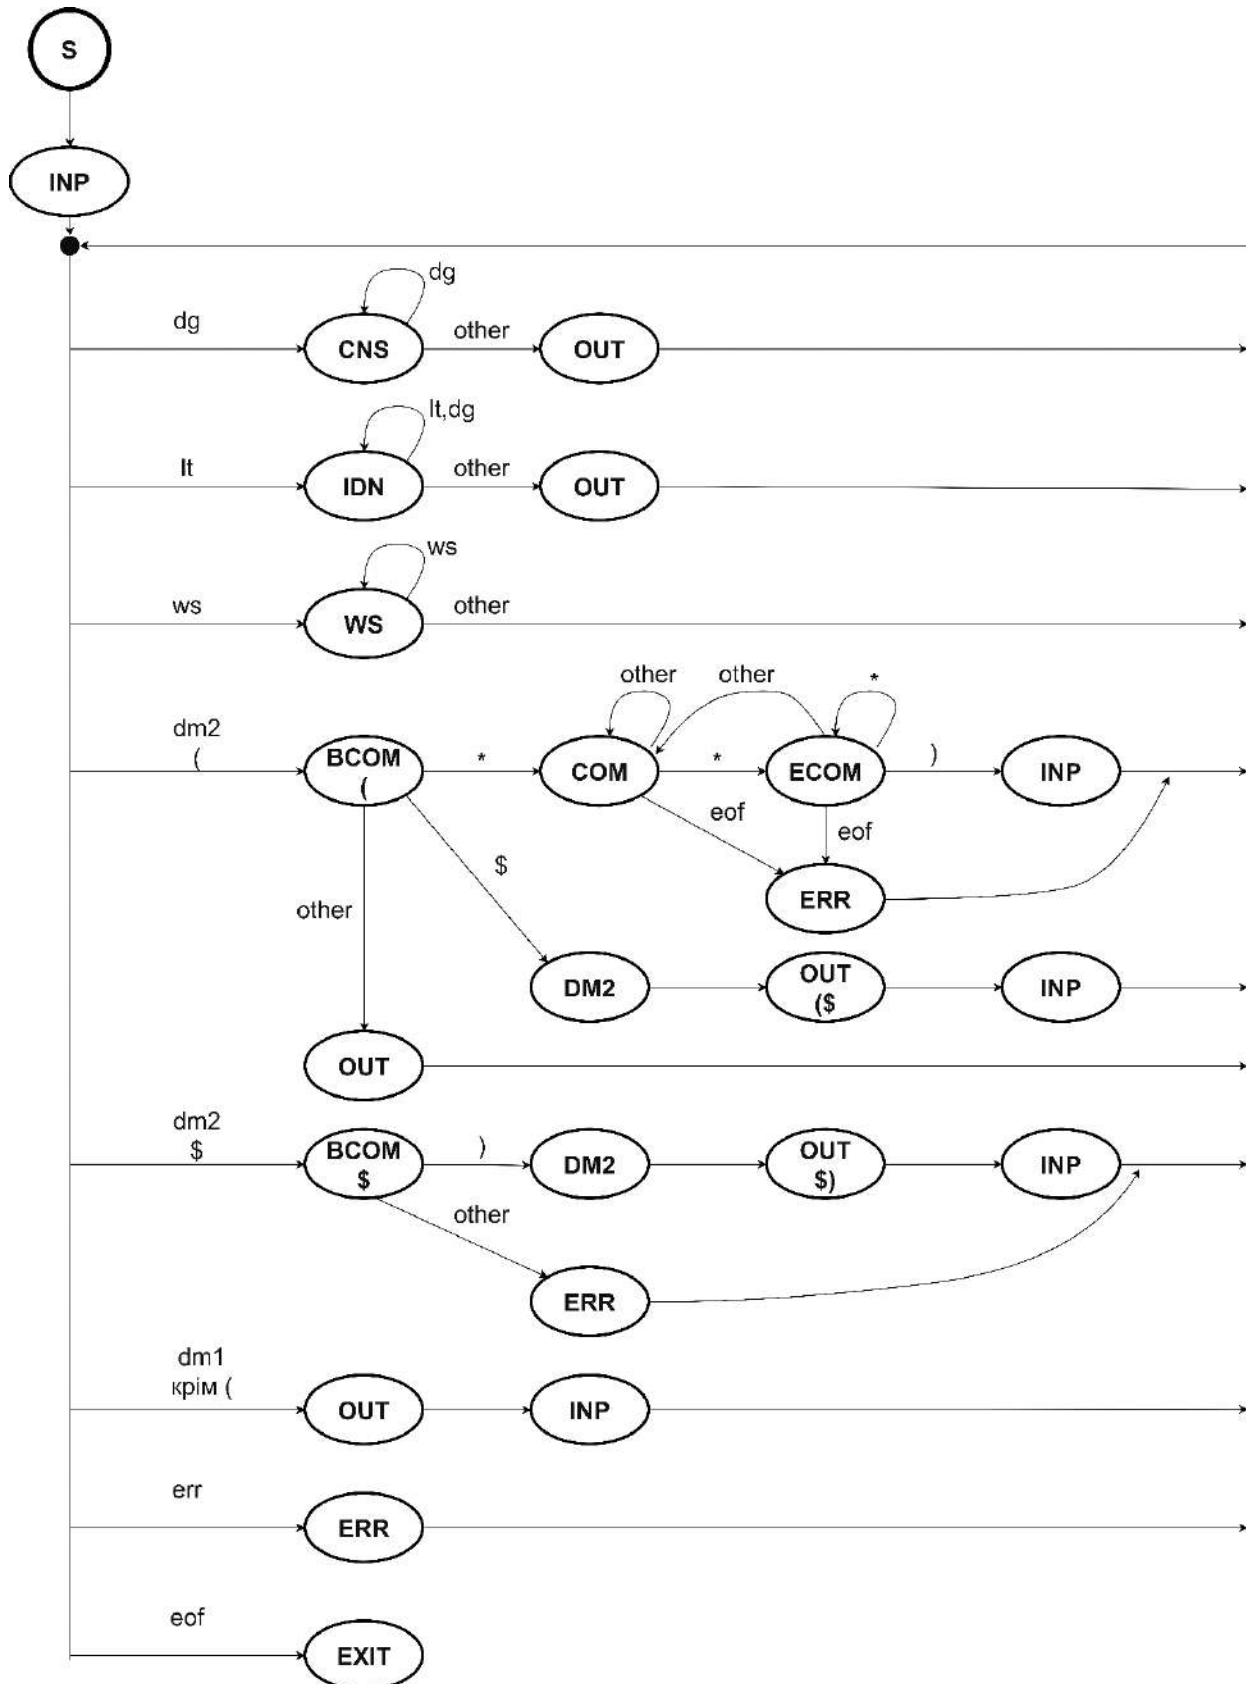 S
INP
dg
dg
CNS
other
OUT
lt,dg
lt
IDN
other
OUT
ws
ws
WS
other
other
other
*
dm2
(
BCOM
(
*
COM
*
ECOM
)
INP
eof
eof
$
ERR
other
DM2
OUT
($
INP
OUT
dm2
$
BCOM
$
)
DM2
OUT
$)
INP
other
ERR
dm1
крім (
OUT
INP
err
ERR
eof
EXIT